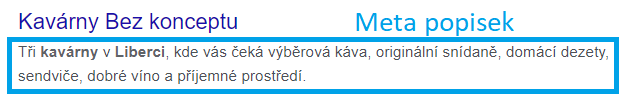 Kavárny Bez konceptu Meta popisek
Tři kavárny v Liberci, kde vás čeká výběrová káva, originální snídaně, domácí dezety,
sendviče, dobré víno a příjemné prostředí.